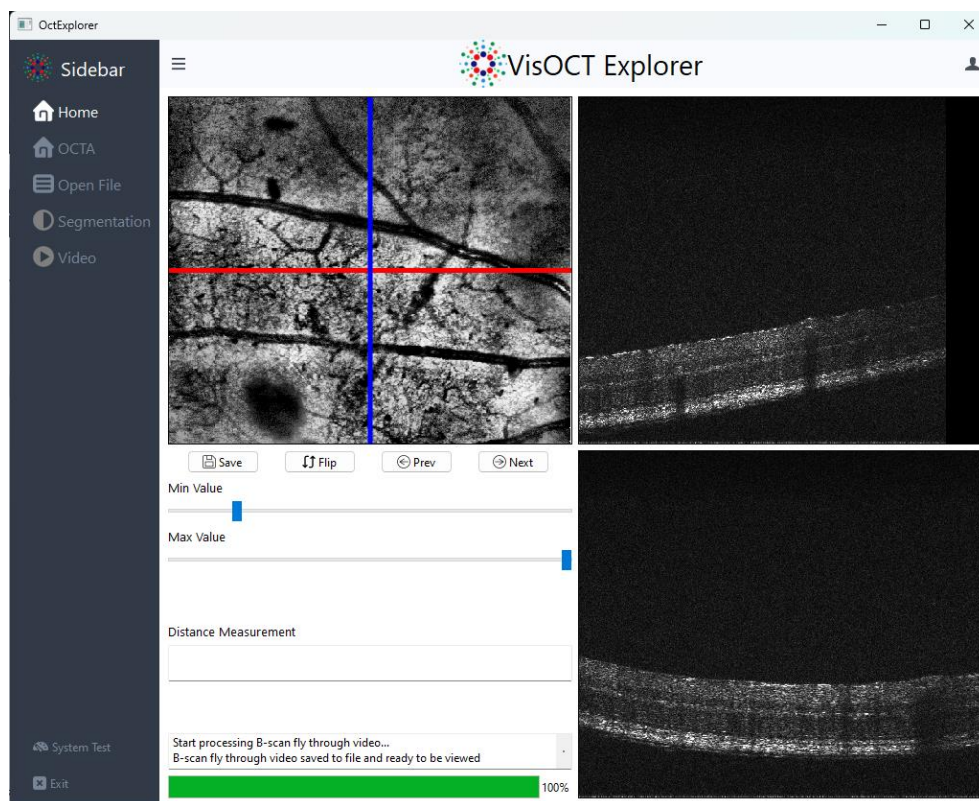 OctExplorer
Sidebar
VisOCT Explorer
Home
OCTA
Open File
Segmentation
Video
Save
Flip
Prev
Next
Min Value
Max Value
Distance Measurement
Start processing B-scan fly through video...
B-scan fly through video saved to file and ready to be viewed
100%
System Test
Exit